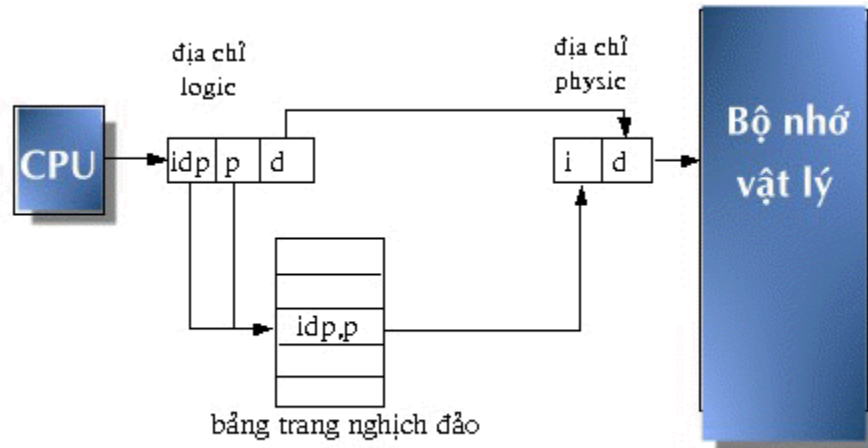 địa chỉ
logic
địa chỉ
physic
CPU
idp p d
i d
Bộ nhớ
vật lý
idp,p
bảng trang nghịch đảo